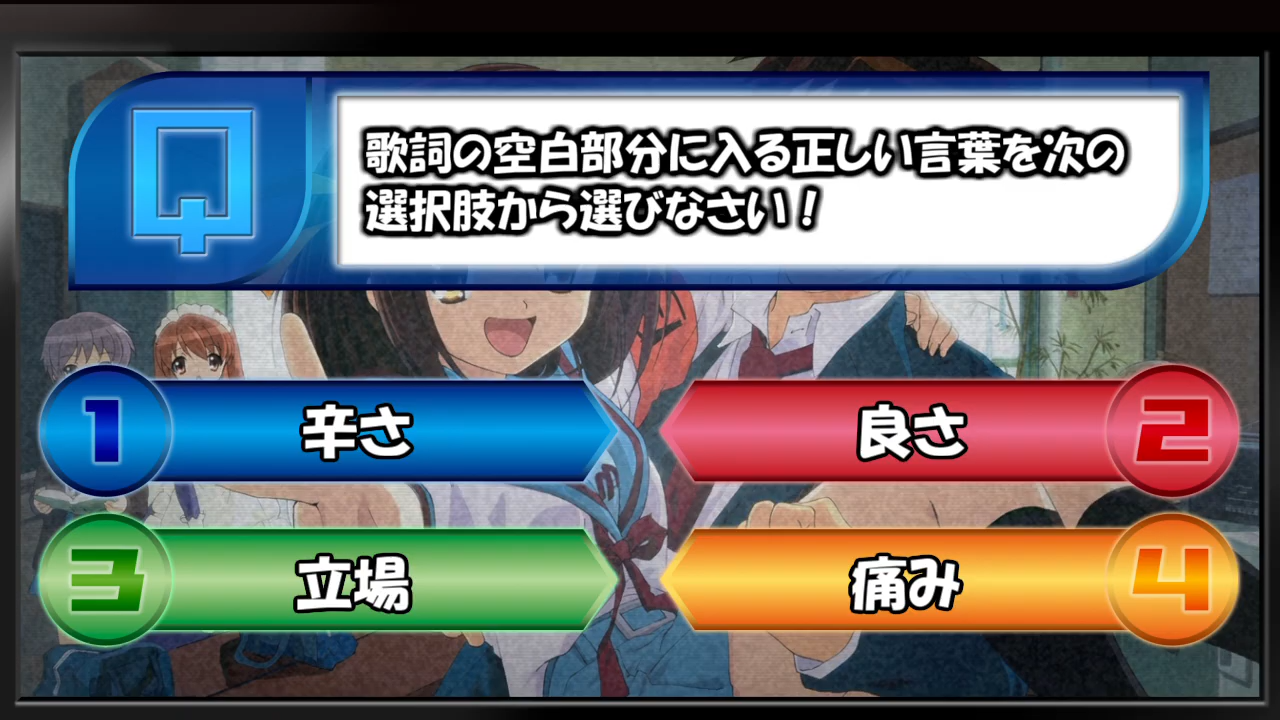 Q
歌詞の空白部分に入る正しい言葉を次の
選択肢から選びなさい！
1 辛さ
良さ 2
3 立場
痛み 4